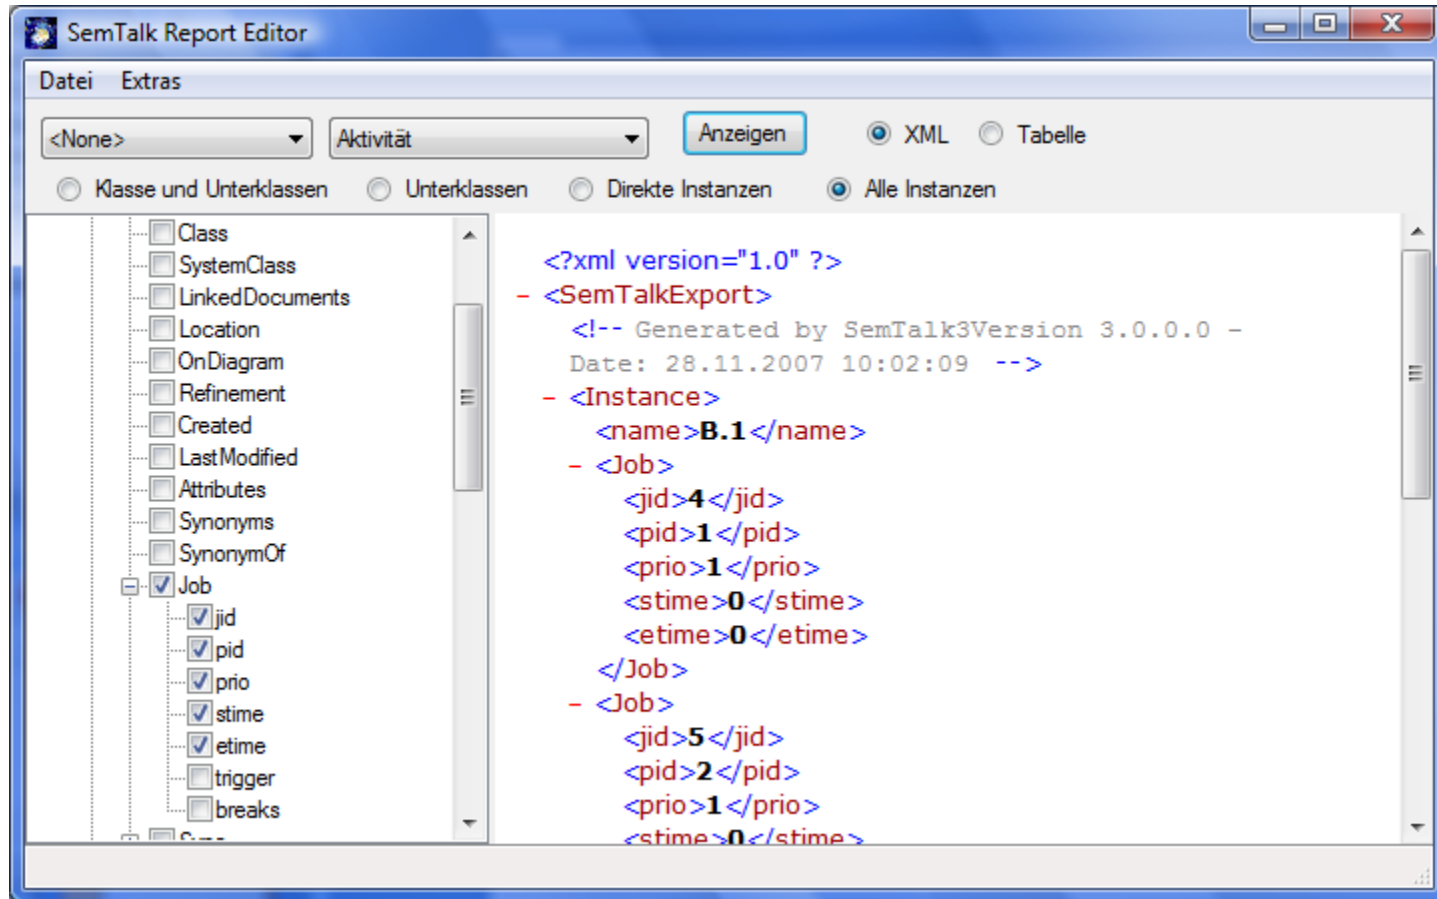 SemTalk Report Editor
Datei Extras
<None> Aktivität Anzeigen XML Tabelle
Klasse und Unterklassen Unterklassen Direkte Instanzen Alle Instanzen
Class
SystemClass
LinkedDocuments
Location
OnDiagram
Refinement
Created
LastModified
Attributes
Synonyms
SynonymOf
Job
jid
pid
prio
stime
etime
trigger
breaks
<?xml version="1.0" ?>
- <SemTalkExport>
<!-- Generated by SemTalk3Version 3.0.0.0 -
Date: 28.11.2007 10:02:09 -->
- <Instance>
<name>B.1</name>
- <Job>
<jid>4</jid>
<pid>1</pid>
<prio>1</prio>
<stime>0</stime>
<etime>0</etime>
</Job>
- <Job>
<jid>5</jid>
<pid>2</pid>
<prio>1</prio>
<stime>0</stime>